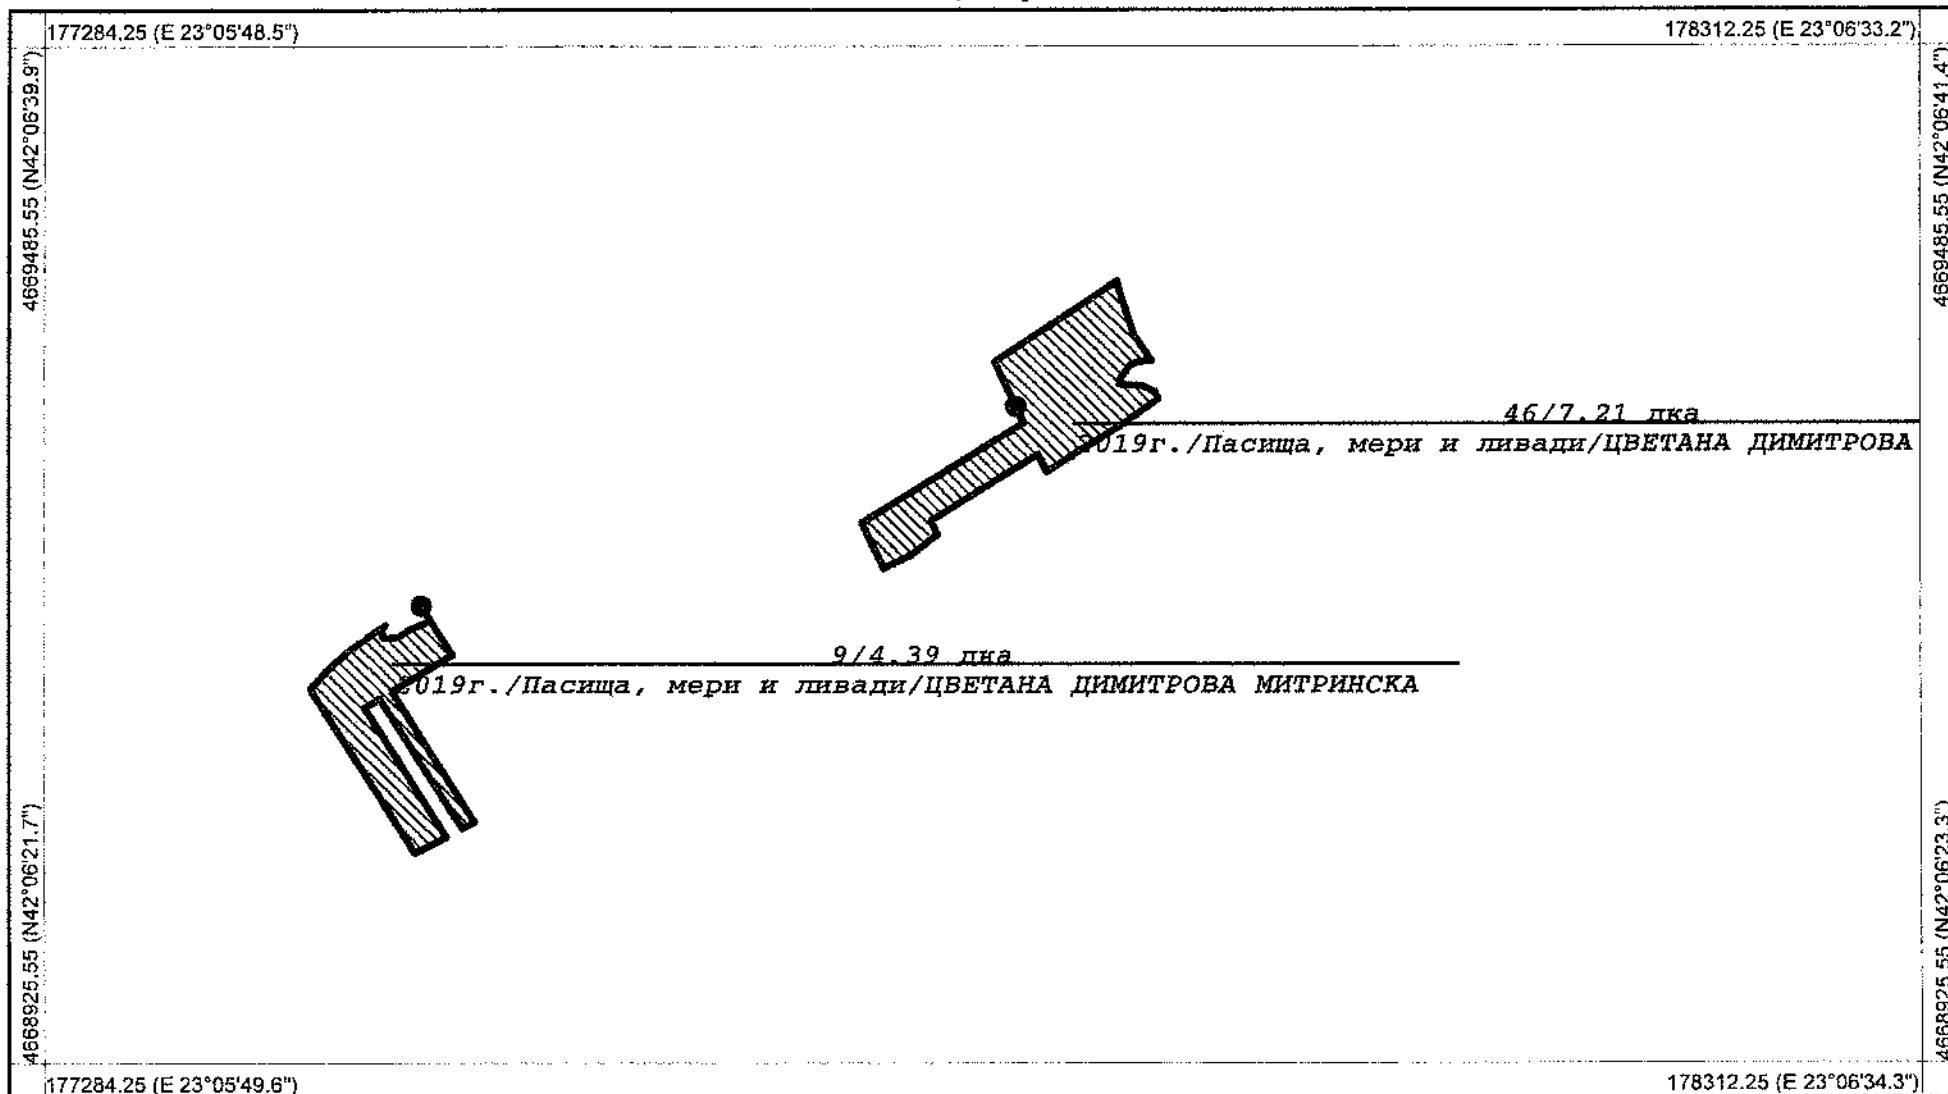 177284.25 (E 23°05'48.5")
178312.25 (E 23°06'33.2")
4669485.55 (N42°06'39.9")
4669485.55 (N42°06'41.4")
46/7.21 дка
2019г./Пасища, мери и ливади/ЦВЕТАНА ДИМИТРОВА
9/4.39 дка
2019г./Пасища, мери и ливади/ЦВЕТАНА ДИМИТРОВА МИТРИНСКА
4668925.55 (N42°06'21.7")
4668925.55 (N42°06'23.3")
177284.25 (E 23°05'49.6")
178312.25 (E 23°06'34.3")